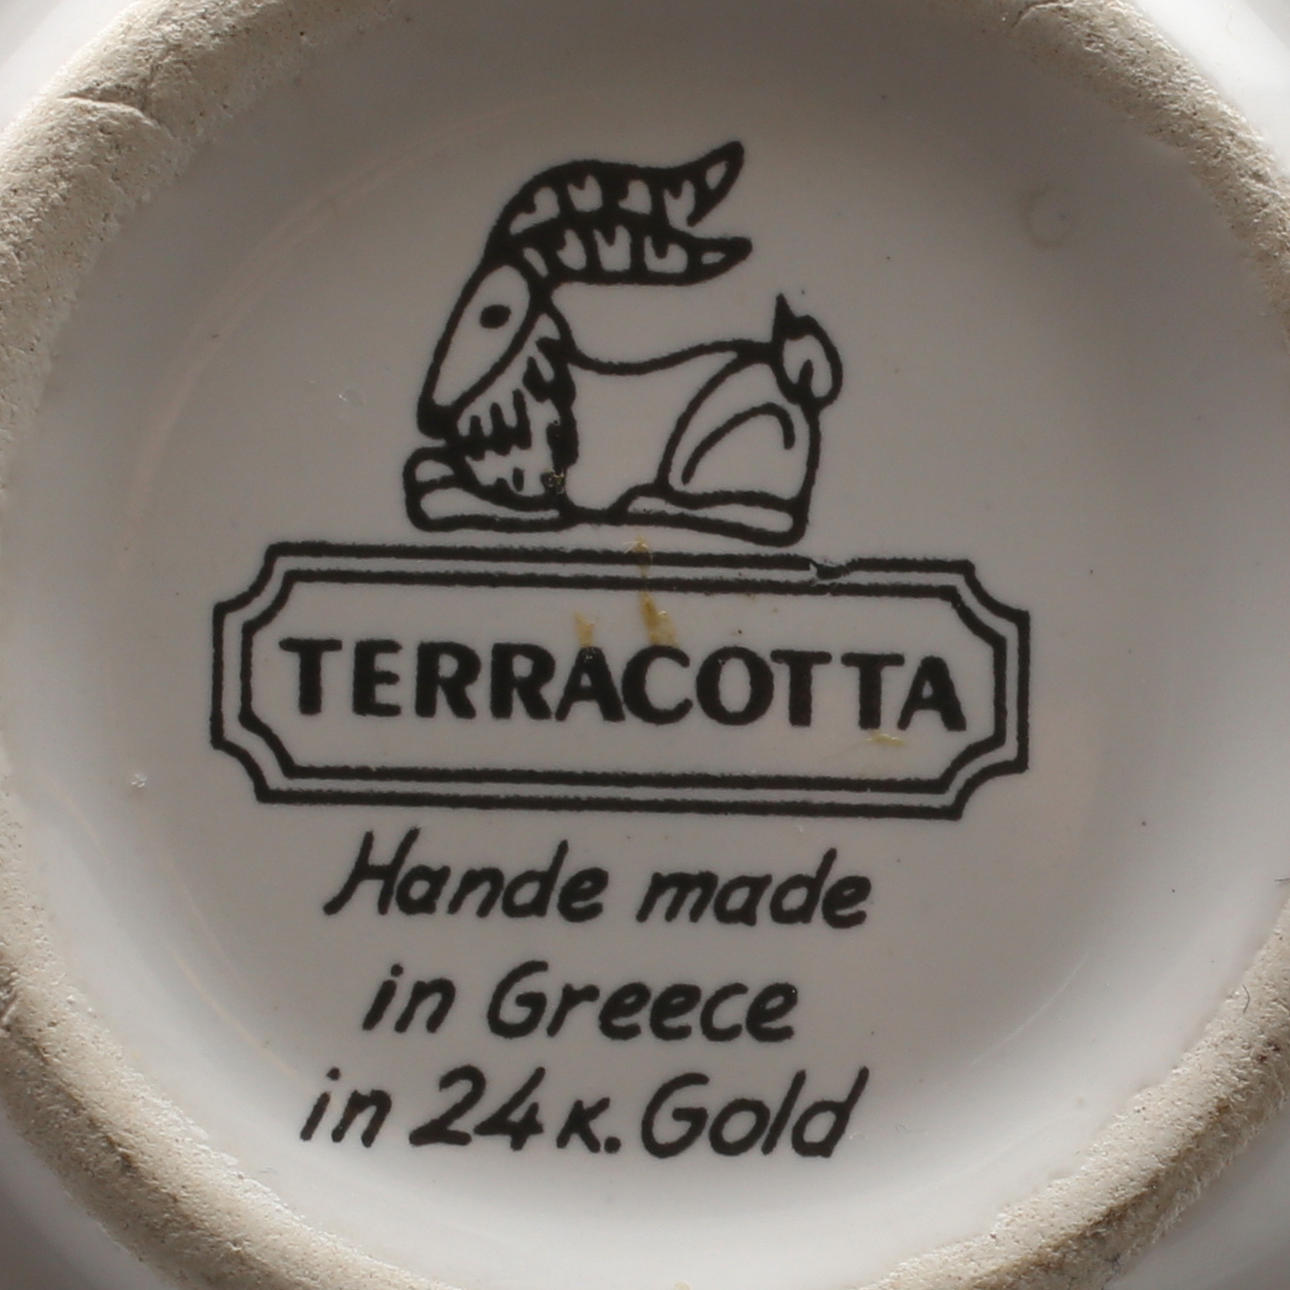 TERRACOTTA
Hande made
in Greece
in 24κ. Gold